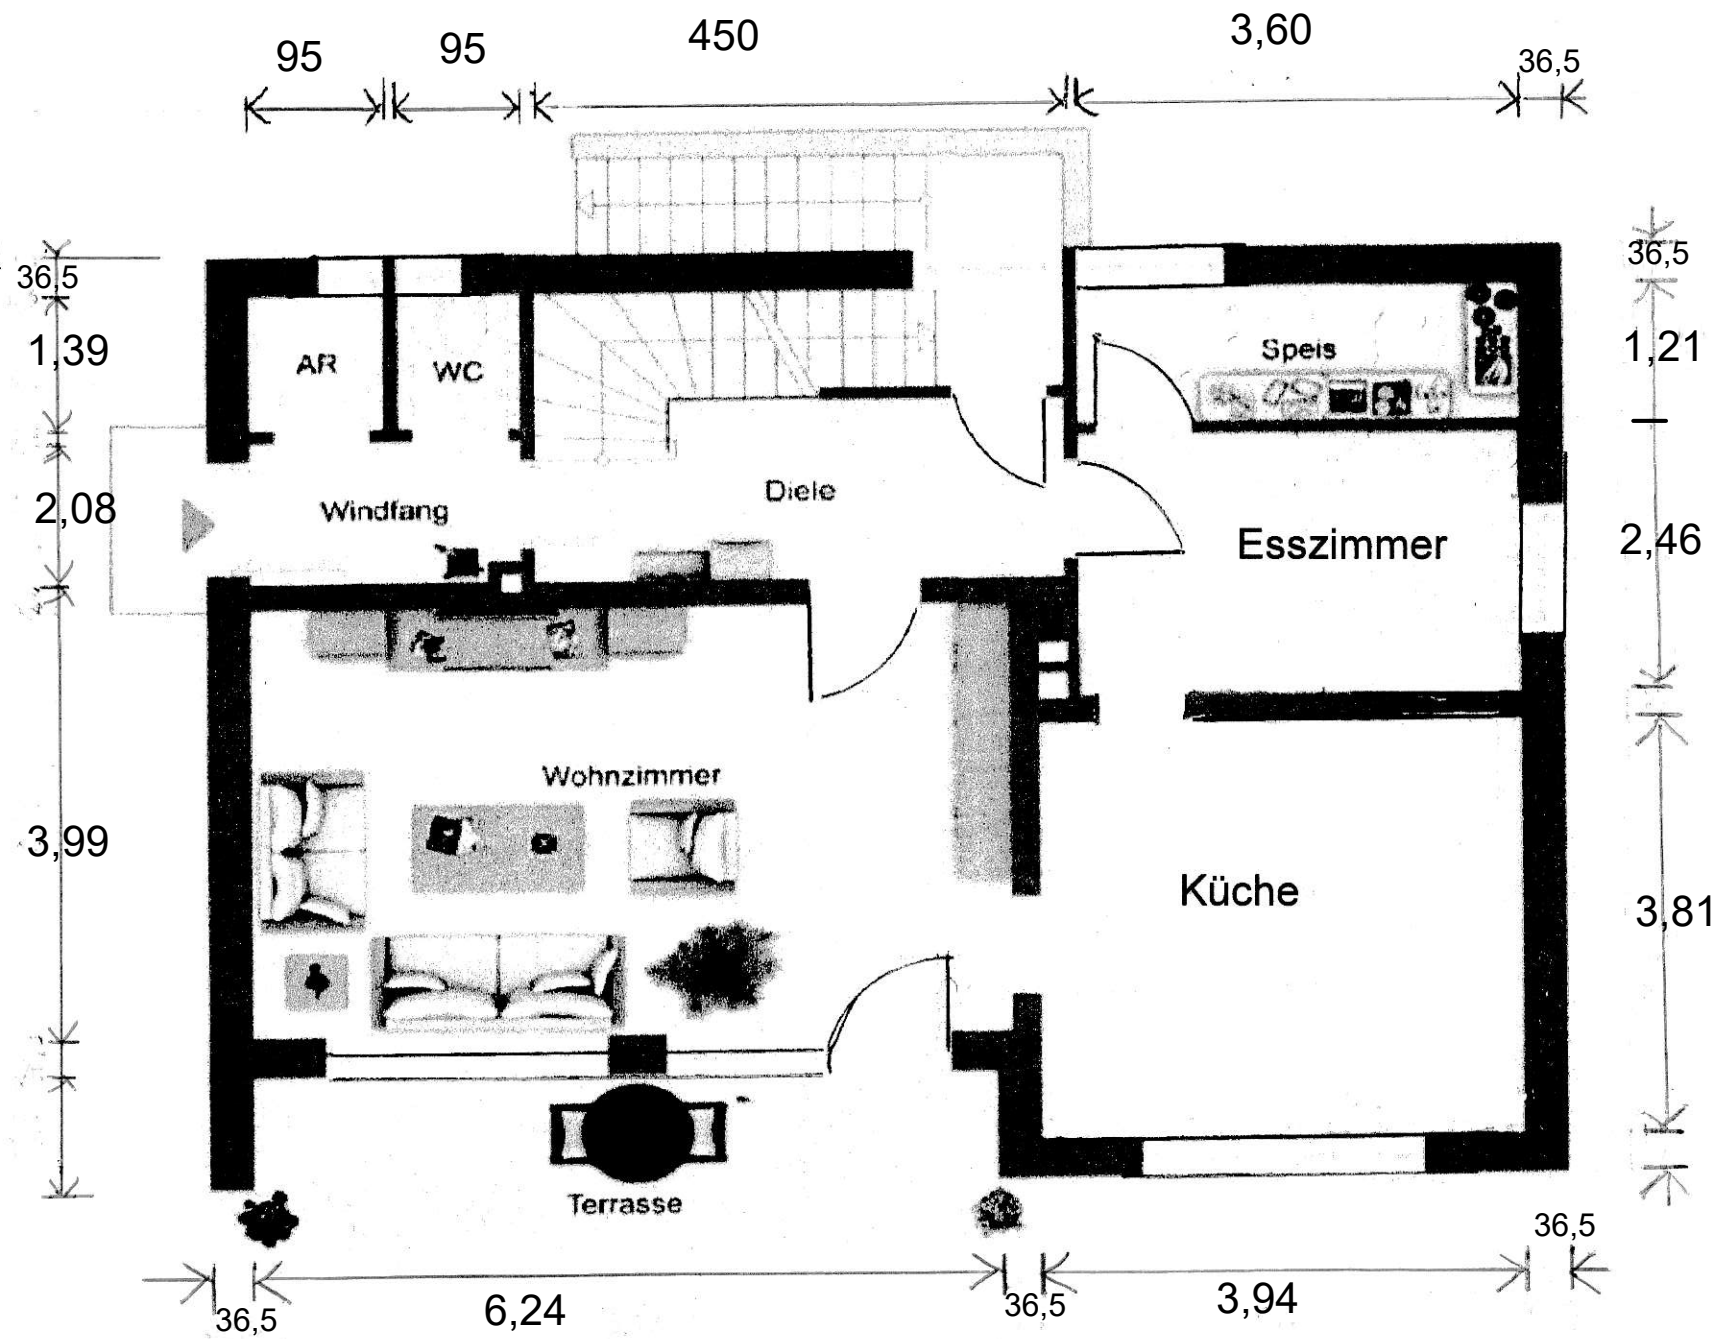 95
95
450
3,60
36,5
36,5
36,5
1,39
AR
WC
Speis
1,21
2,08
Windfang
Diele
Esszimmer
2,46
Wohnzimmer
3,99
Küche
3,81
Terrasse
36,5
36,5
6,24
36,5
3,94